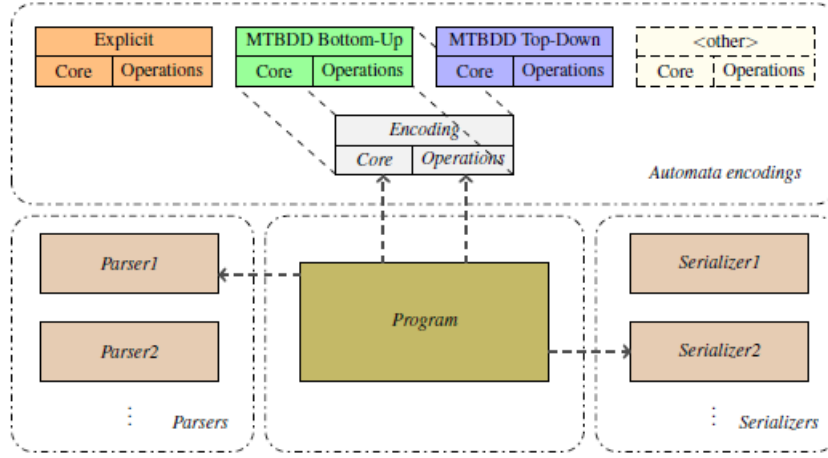 Explicit
Core Operations
MTBDD Bottom-Up
Core Operations
MTBDD Top-Down
Core Operations
<other>
Core Operations
Encoding
Core Operations
Automata encodings
Parser1
Parser2
⋮ Parsers
Program
Serializer1
Serializer2
⋮ Serializers